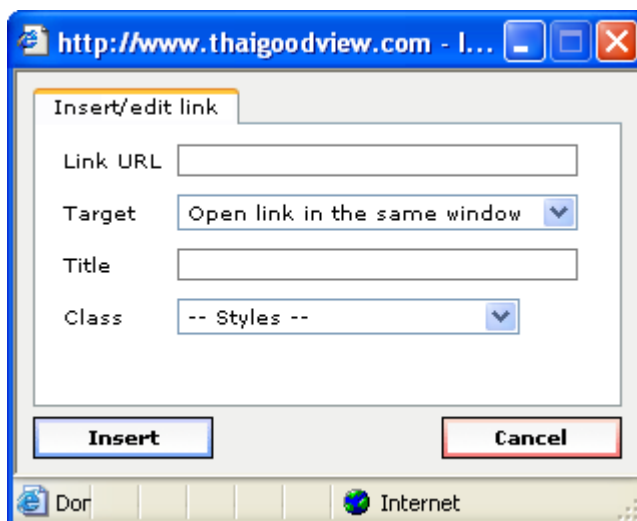 http://www.thaigoodview.com - I...
Insert/edit link
Link URL
Target Open link in the same window
Title
Class -- Styles --
Insert Cancel
Dor Internet